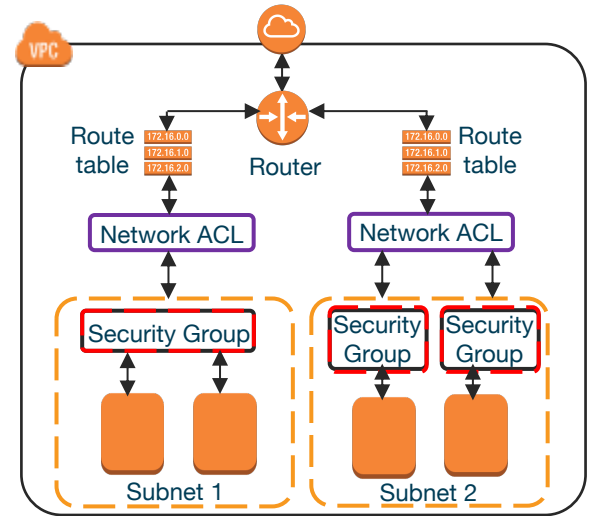 VPC
Route
table
172.16.0.0
172.16.1.0
172.16.2.0
Router
172.16.0.0
172.16.1.0
172.16.2.0
Route
table
Network ACL
Network ACL
Security Group
Security
Group
Security
Group
Subnet 1
Subnet 2